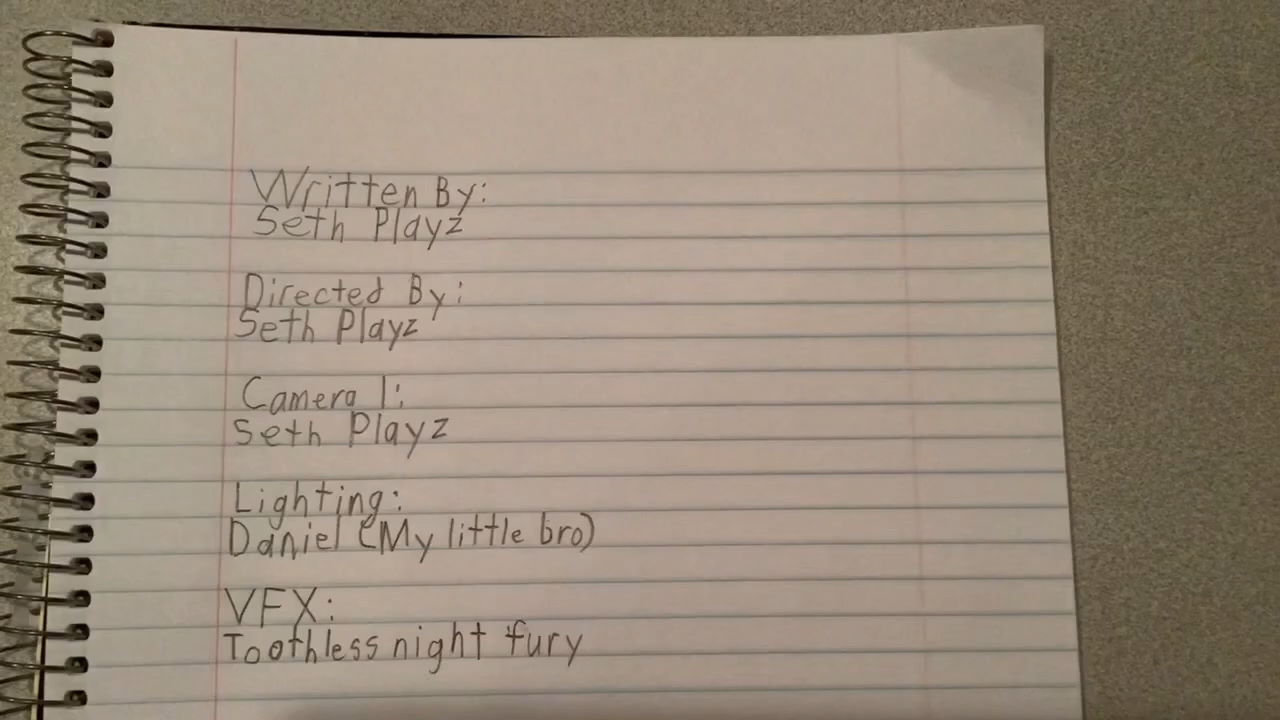 Written By:
Seth Playz
Directed By:
Seth Playz
Camera 1:
Seth Playz
Lighting:
Daniel (My little bro)
VFX:
Toothless night fury